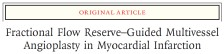 ORIGINAL ARTICLE
Fractional Flow Reserve–Guided Multivessel
Angioplasty in Myocardial Infarction